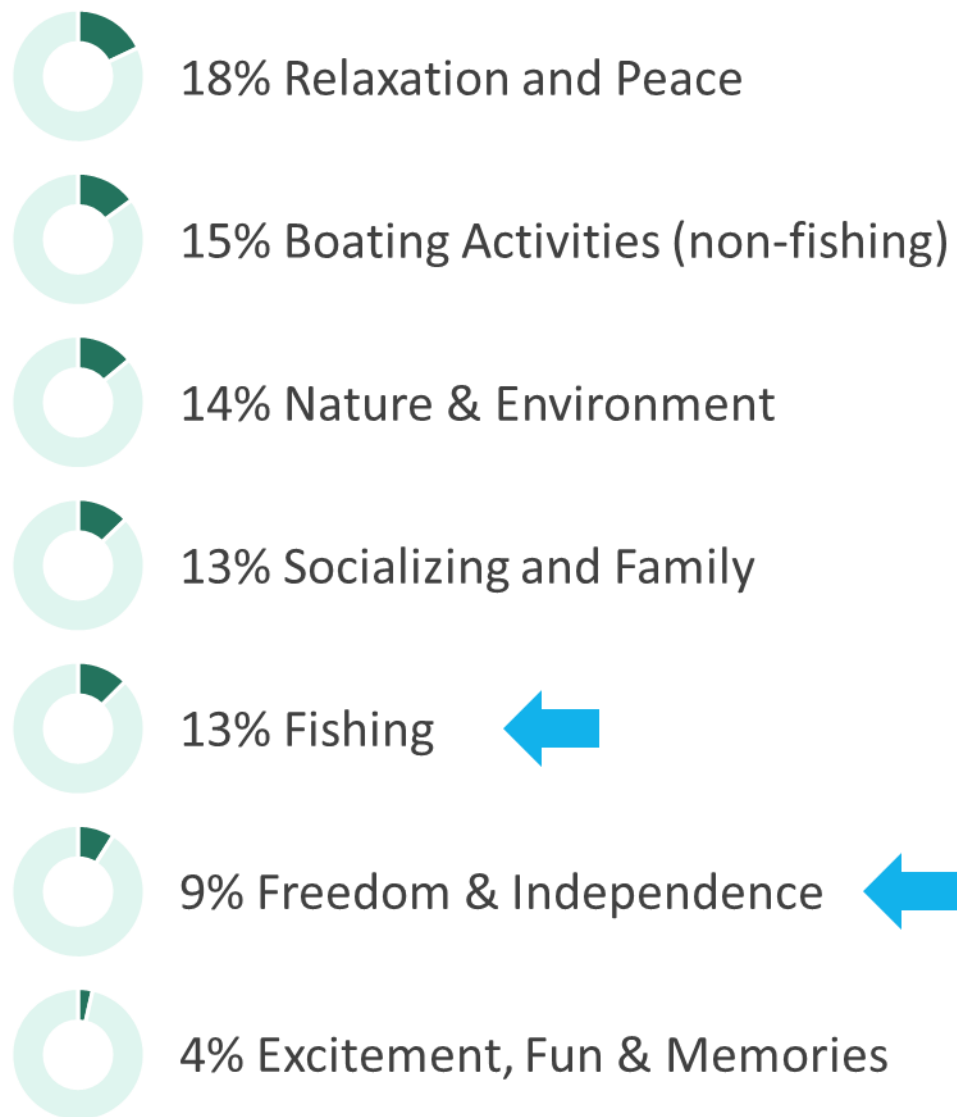 18% Relaxation and Peace
15% Boating Activities (non-fishing)
14% Nature & Environment
13% Socializing and Family
13% Fishing
9% Freedom & Independence
4% Excitement, Fun & Memories